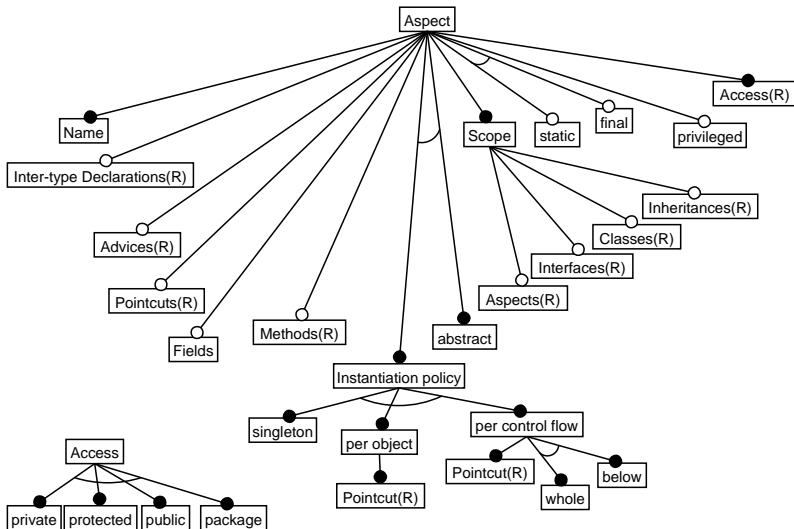 Aspect
Access(R)
Name
Scope
static
final
privileged
Inter-type Declarations(R)
Inheritances(R)
Advices(R)
Classes(R)
Interfaces(R)
Pointcuts(R)
Aspects(R)
Methods(R)
abstract
Fields
Instantiation policy
singleton
per object
per control flow
Access
Pointcut(R)
Pointcut(R)
whole
below
private
protected
public
package